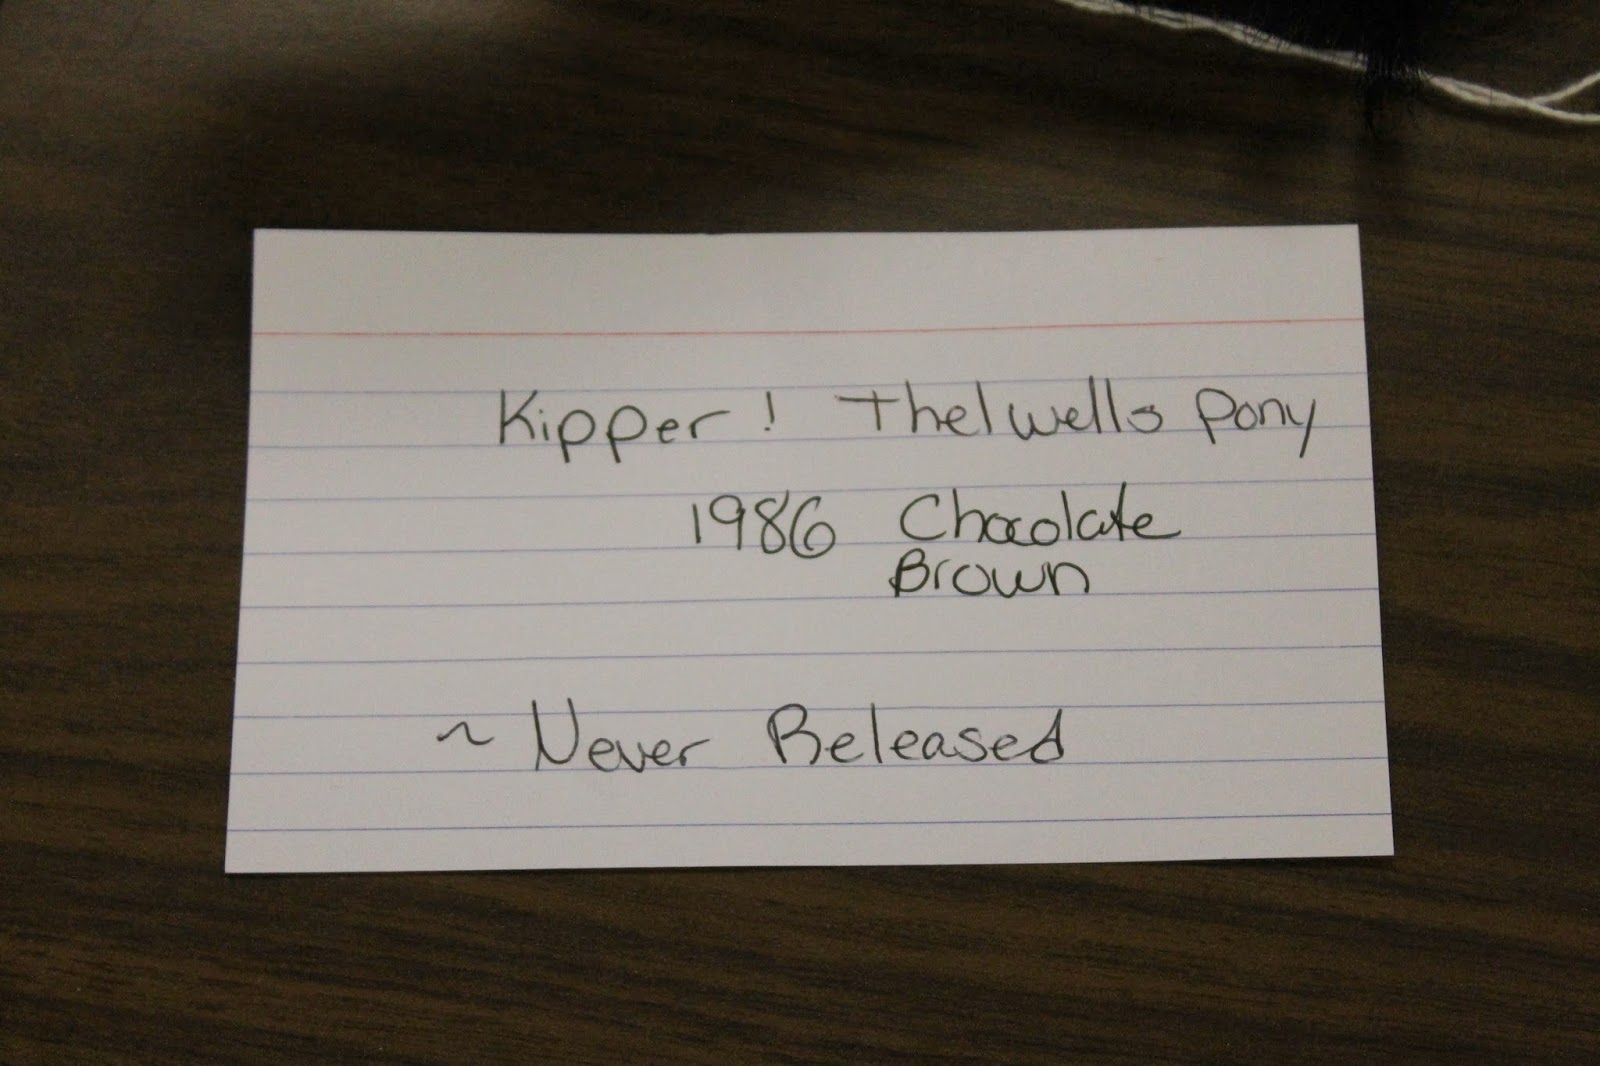 Kipper! Thelwells Pony
1986 Chocolate
Brown
~ Never Released